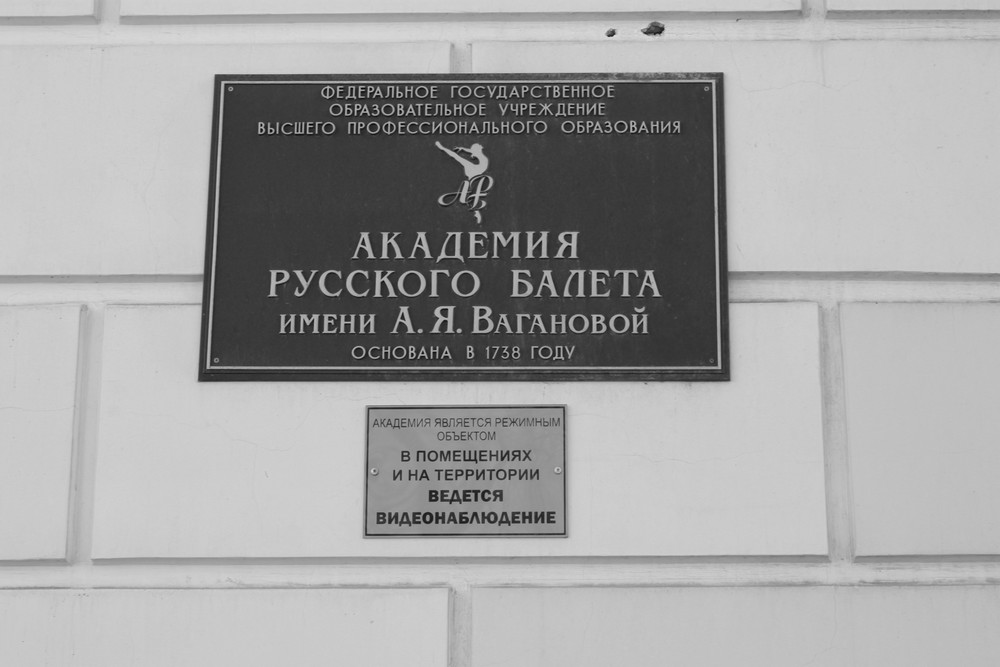 ФЕДЕРАЛЬНОЕ ГОСУДАРСТВЕННОЕ
ОБРАЗОВАТЕЛЬНОЕ УЧРЕЖДЕНИЕ
ВЫСШЕГО ПРОФЕССИОНАЛЬНОГО ОБРАЗОВАНИЯ
АРБ
АКАДЕМИЯ
РУССКОГО БАЛЕТА
ИМЕНИ А. Я. ВАГАНОВОЙ
ОСНОВАНА В 1738 ГОДУ
АКАДЕМИЯ ЯВЛЯЕТСЯ РЕЖИМНЫМ
ОБЪЕКТОМ
В ПОМЕЩЕНИЯХ
И НА ТЕРРИТОРИИ
ВЕДЕТСЯ
ВИДЕОНАБЛЮДЕНИЕ